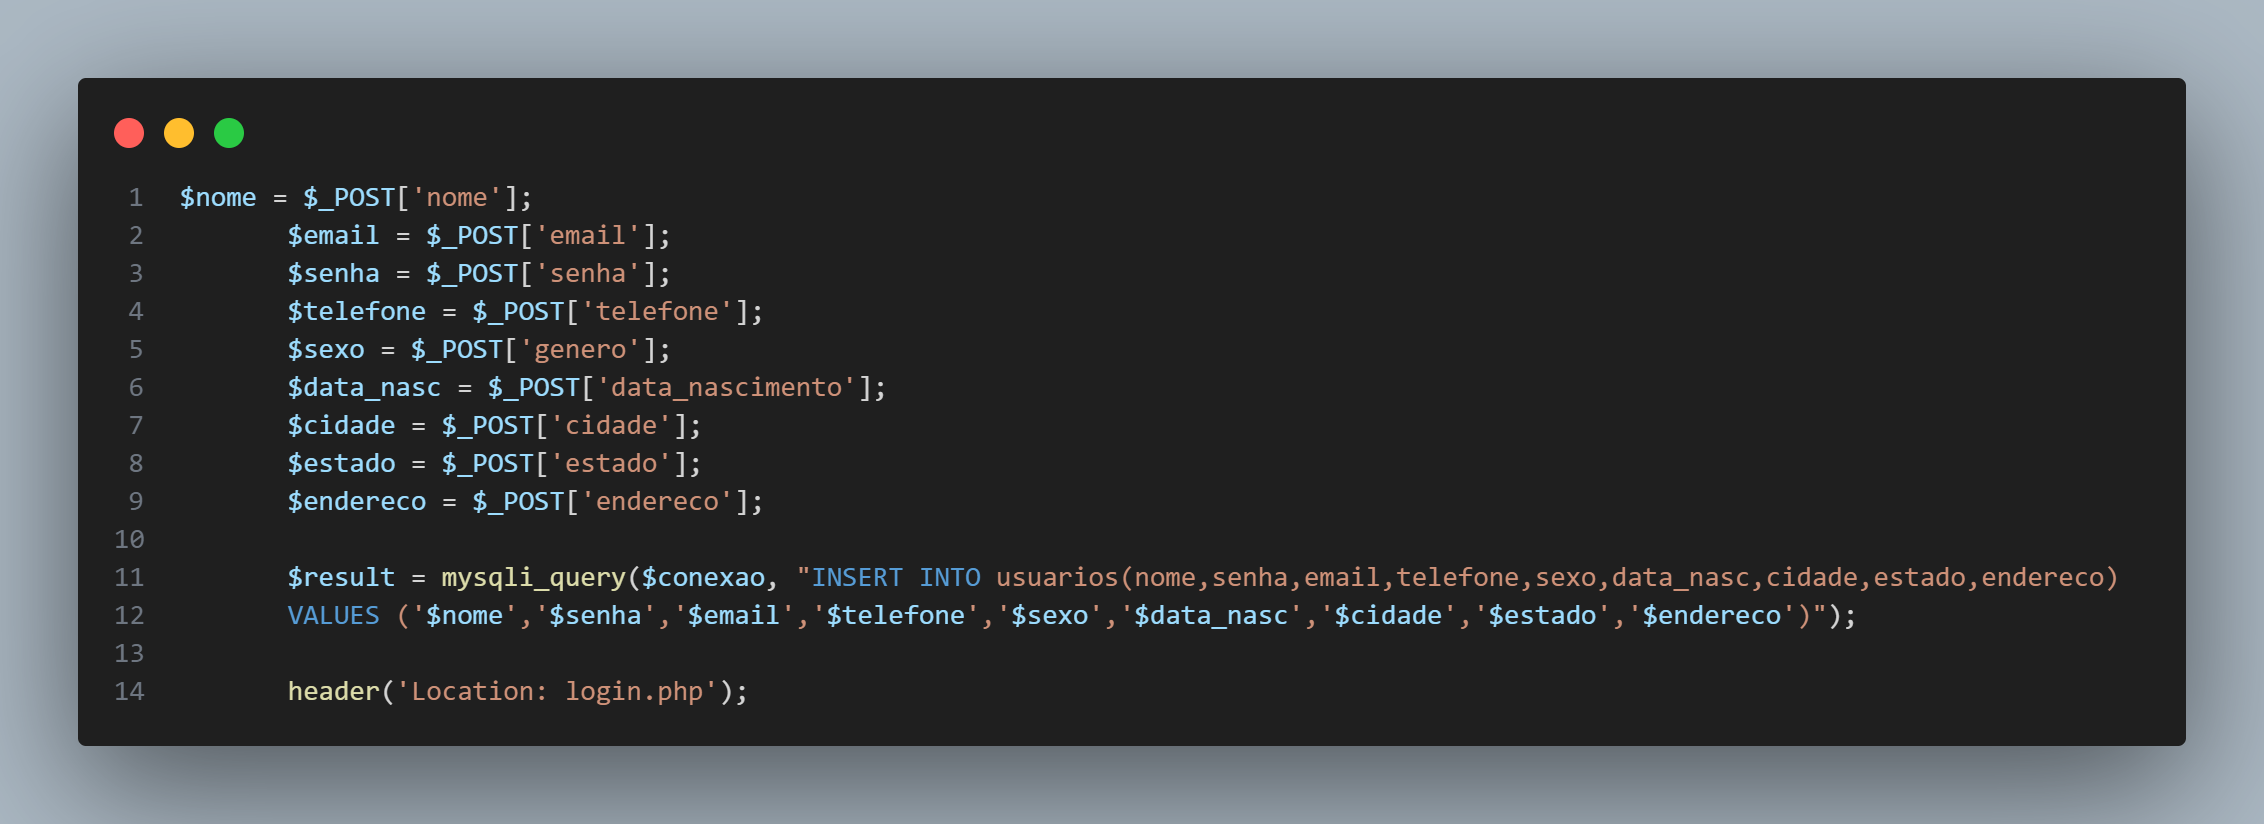 1 $nome = $_POST['nome'];
2 $email = $_POST['email'];
3 $senha = $_POST['senha'];
4 $telefone = $_POST['telefone'];
5 $sexo = $_POST['genero'];
6 $data_nasc = $_POST['data_nascimento'];
7 $cidade = $_POST['cidade'];
8 $estado = $_POST['estado'];
9 $endereco = $_POST['endereco'];
10
11 $result = mysqli_query($conexao, "INSERT INTO usuarios(nome,senha,email,telefone,sexo,data_nasc,cidade,estado,endereco)
12 VALUES ('$nome','$senha','$email','$telefone','$sexo','$data_nasc','$cidade','$estado','$endereco')");
13
14 header('Location: login.php');